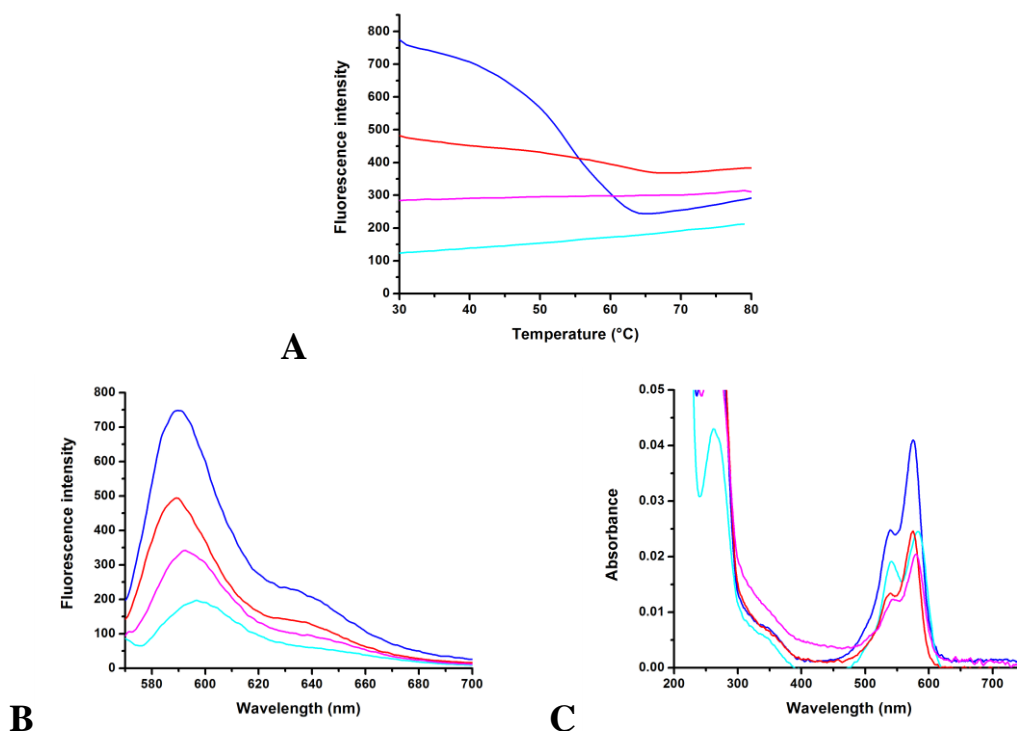 800
700
600
500
400
300
200
100
0
Fluorescence intensity
30 40 50 60 70 80
Temperature (°C)
A
800
700
600
500
400
300
200
100
0
Fluorescence intensity
580 600 620 640 660 680 700
Wavelength (nm)
B
0.05
0.04
0.03
0.02
0.01
0.00
Absorbance
200 300 400 500 600 700
Wavelength (nm)
C